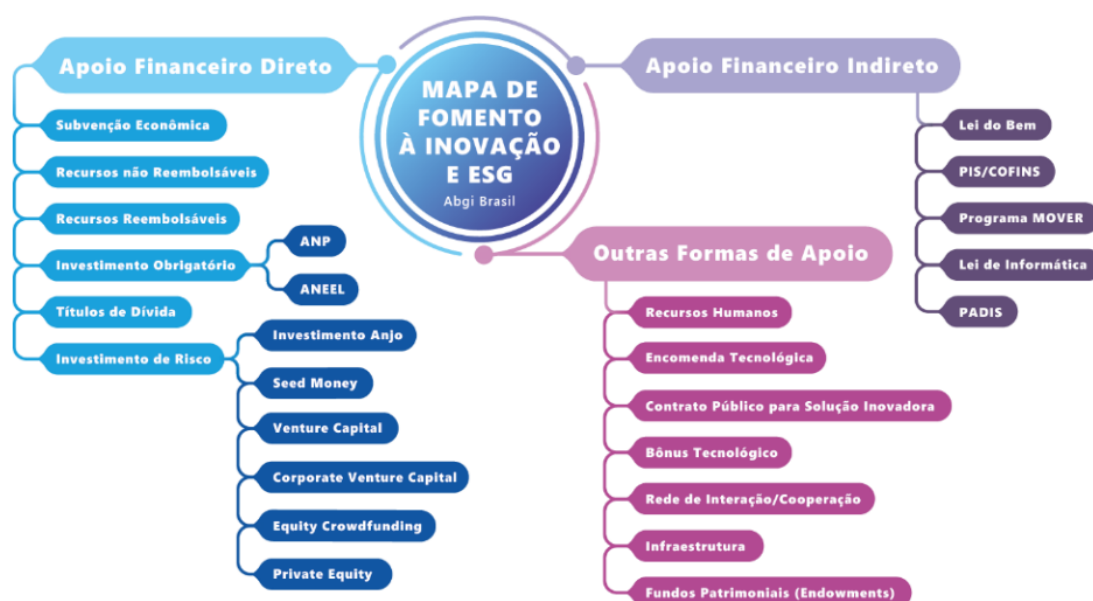 MAPA DE
FOMENTO
À INOVAÇÃO
E ESG
Abgi Brasil
Apoio Financeiro Direto
Subvenção Econômica
Recursos não Reembolsáveis
Recursos Reembolsáveis
Investimento Obrigatório
ANP
ANEEL
Títulos de Dívida
Investimento de Risco
Investimento Anjo
Seed Money
Venture Capital
Corporate Venture Capital
Equity Crowdfunding
Private Equity
Apoio Financeiro Indireto
Lei do Bem
PIS/COFINS
Programa MOVER
Lei de Informática
PADIS
Outras Formas de Apoio
Recursos Humanos
Encomenda Tecnológica
Contrato Público para Solução Inovadora
Bônus Tecnológico
Rede de Interação/Cooperação
Infraestrutura
Fundos Patrimoniais (Endowments)